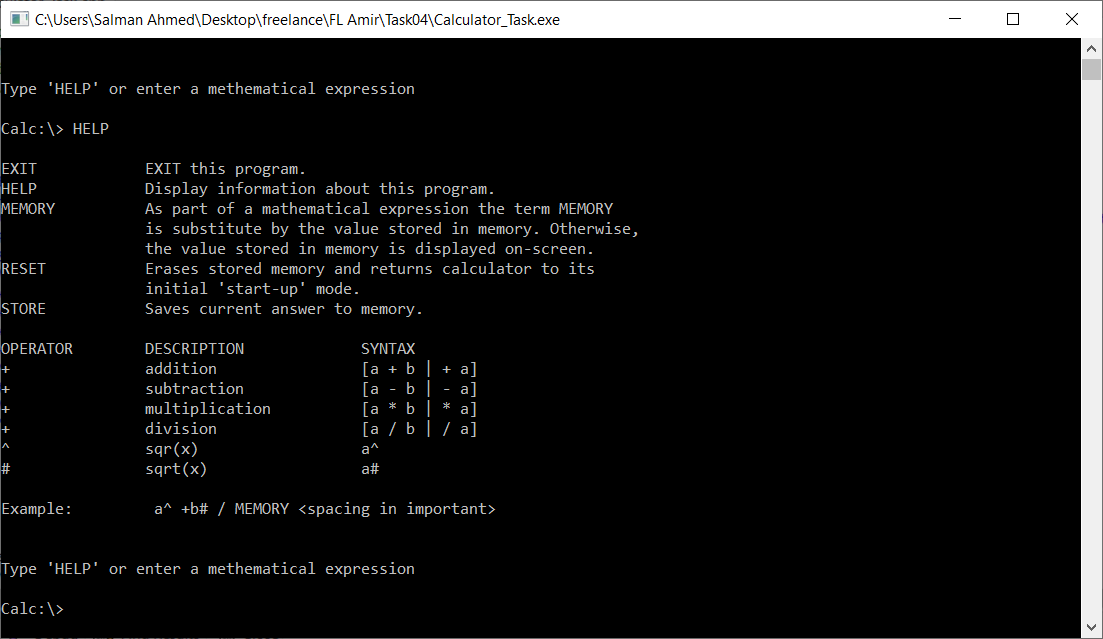 C:\Users\Salman Ahmed\Desktop\freelance\FL Amir\Task04\Calculator_Task.exe
Type 'HELP' or enter a methematical expression
Calc:\> HELP
EXIT            EXIT this program.
HELP            Display information about this program.
MEMORY          As part of a mathematical expression the term MEMORY
                is substitute by the value stored in memory. Otherwise,
                the value stored in memory is displayed on-screen.
RESET           Erases stored memory and returns calculator to its
                initial 'start-up' mode.
STORE           Saves current answer to memory.
OPERATOR        DESCRIPTION             SYNTAX
+               addition                [a + b | + a]
+               subtraction             [a - b | - a]
+               multiplication          [a * b | * a]
+               division                [a / b | / a]
^               sqr(x)                  a^
#               sqrt(x)                 a#
Example:         a^ +b# / MEMORY <spacing in important>
Type 'HELP' or enter a methematical expression
Calc:\>